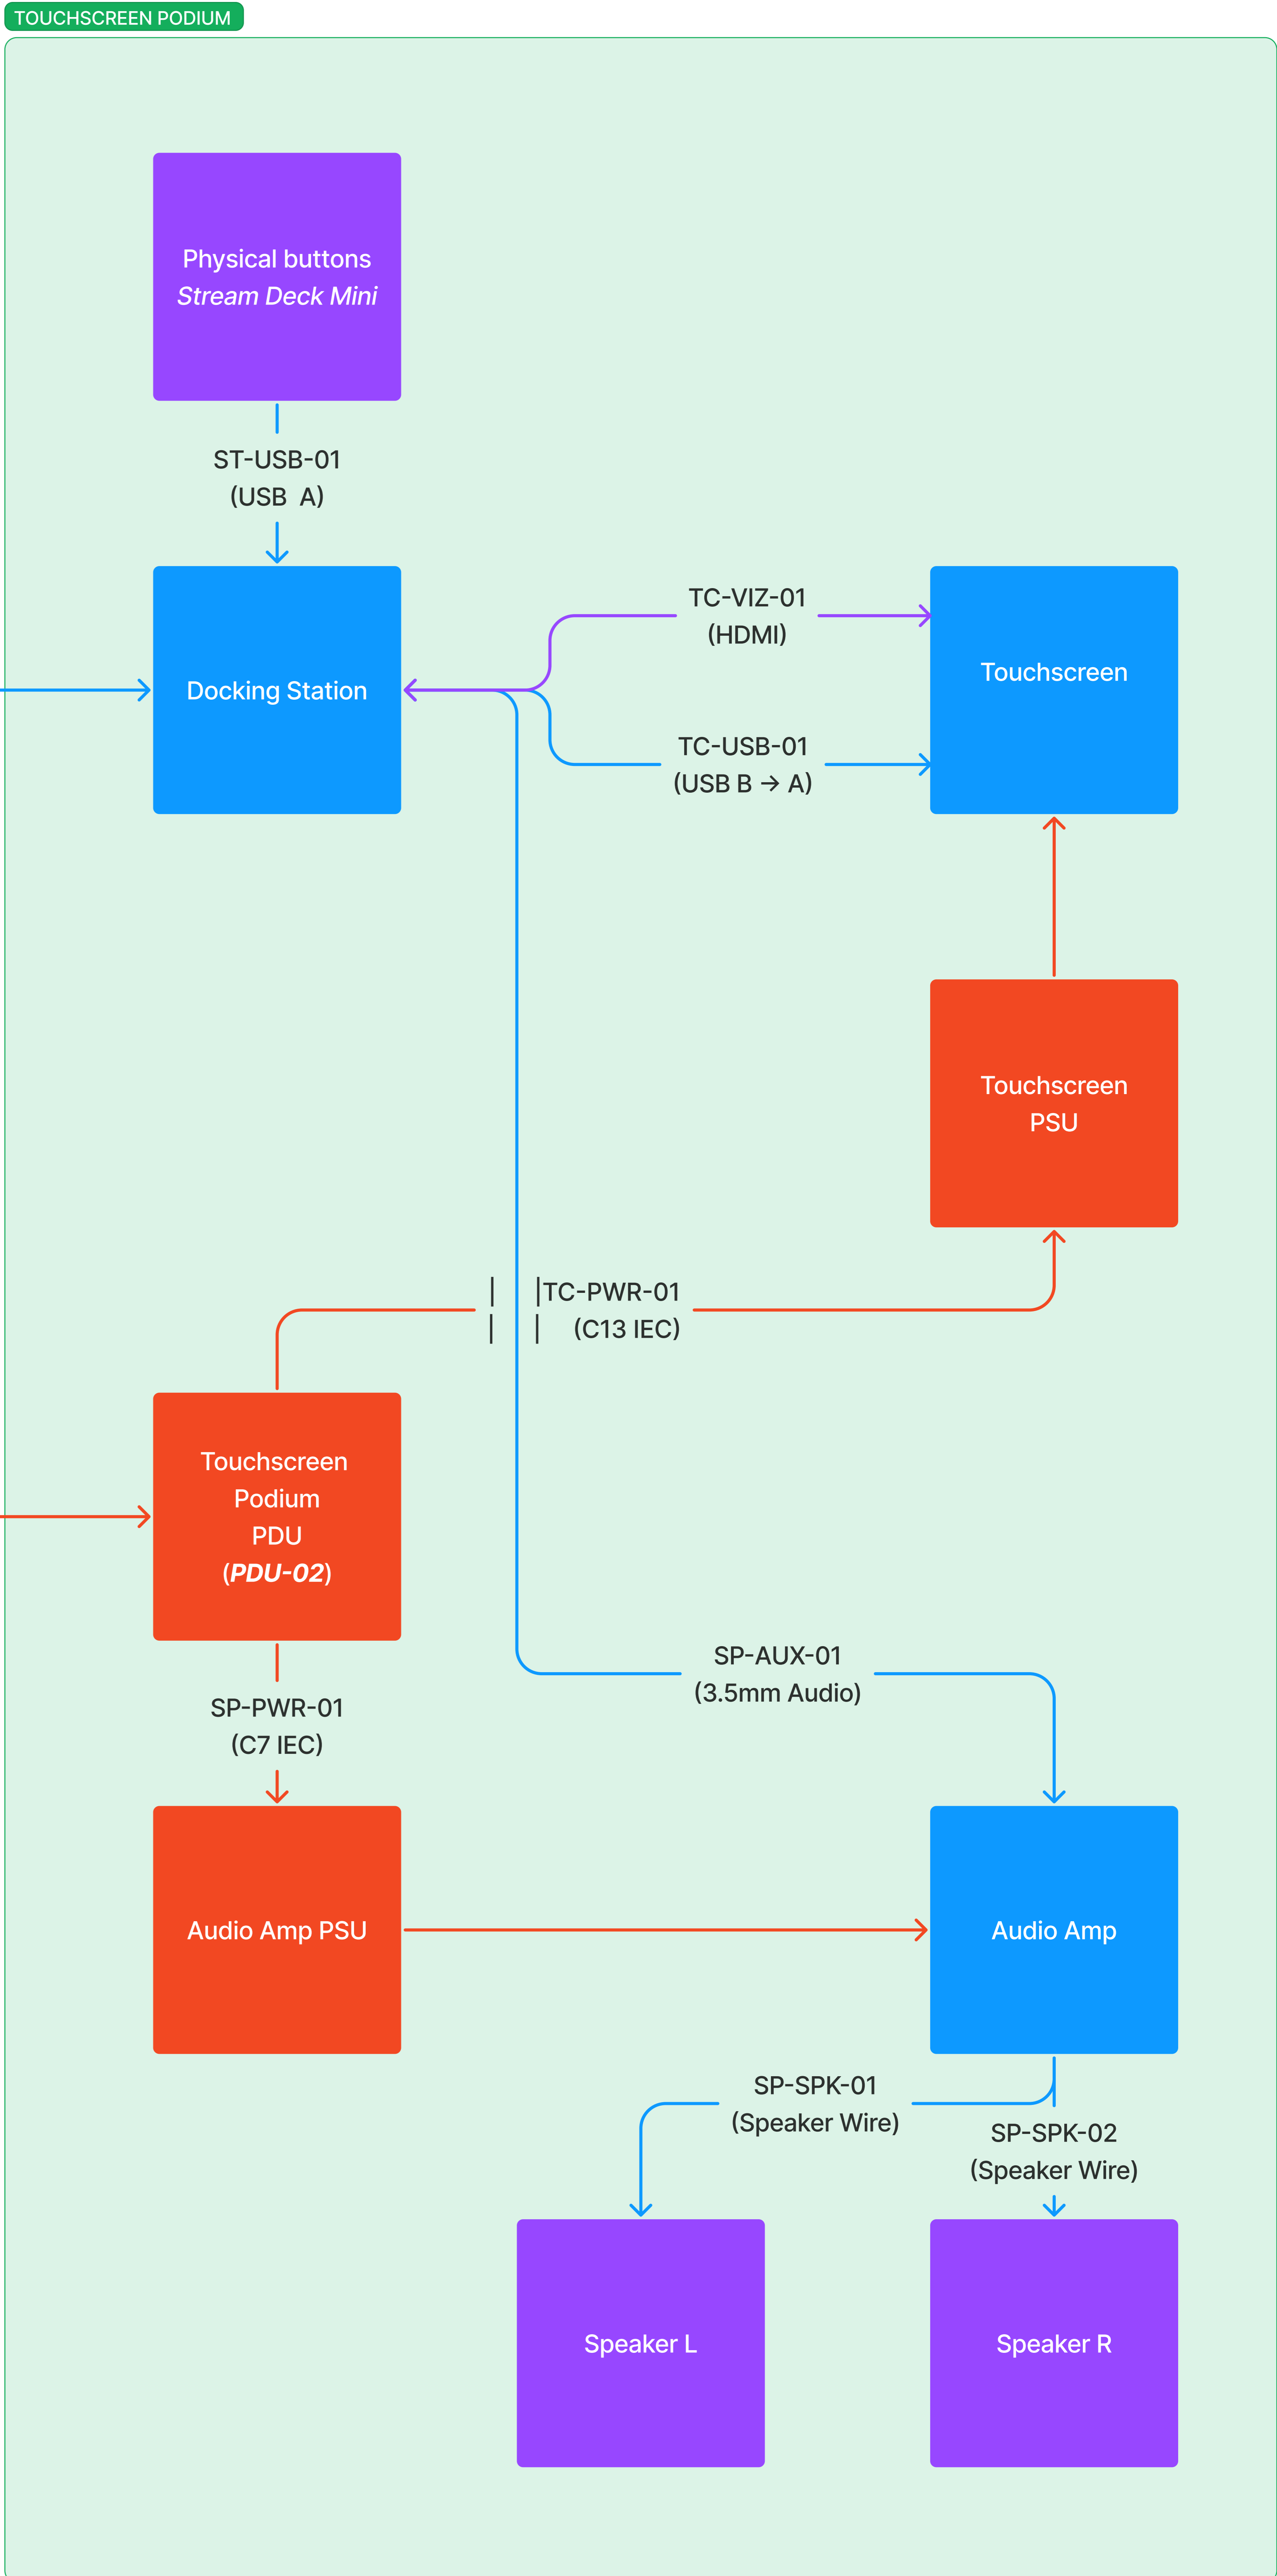 TOUCHSCREEN PODIUM
Physical buttons
Stream Deck Mini
ST-USB-01
(USB  A)
Docking Station
TC-VIZ-01
(HDMI)
Touchscreen
TC-USB-01
(USB B → A)
Touchscreen
PSU
|      |TC-PWR-01
|      |     (C13 IEC)
Touchscreen
Podium
PDU
(PDU-02)
SP-AUX-01
(3.5mm Audio)
SP-PWR-01
(C7 IEC)
Audio Amp PSU
Audio Amp
SP-SPK-01
(Speaker Wire)
SP-SPK-02
(Speaker Wire)
Speaker L
Speaker R